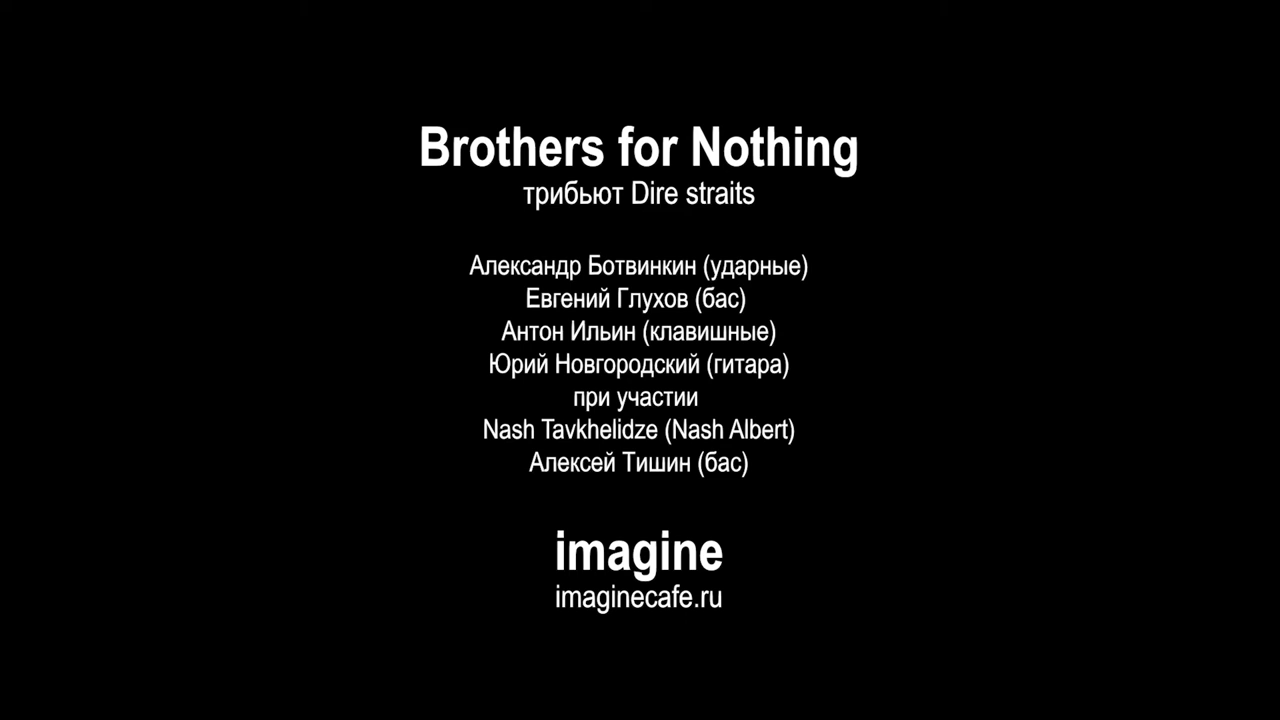 Brothers for Nothing
трибьют Dire straits
Александр Ботвинкин (ударные)
Евгений Глухов (бас)
Антон Ильин (клавишные)
Юрий Новгородский (гитара)
при участии
Nash Tavkhelidze (Nash Albert)
Алексей Тишин (бас)
imagine
imaginecafe.ru